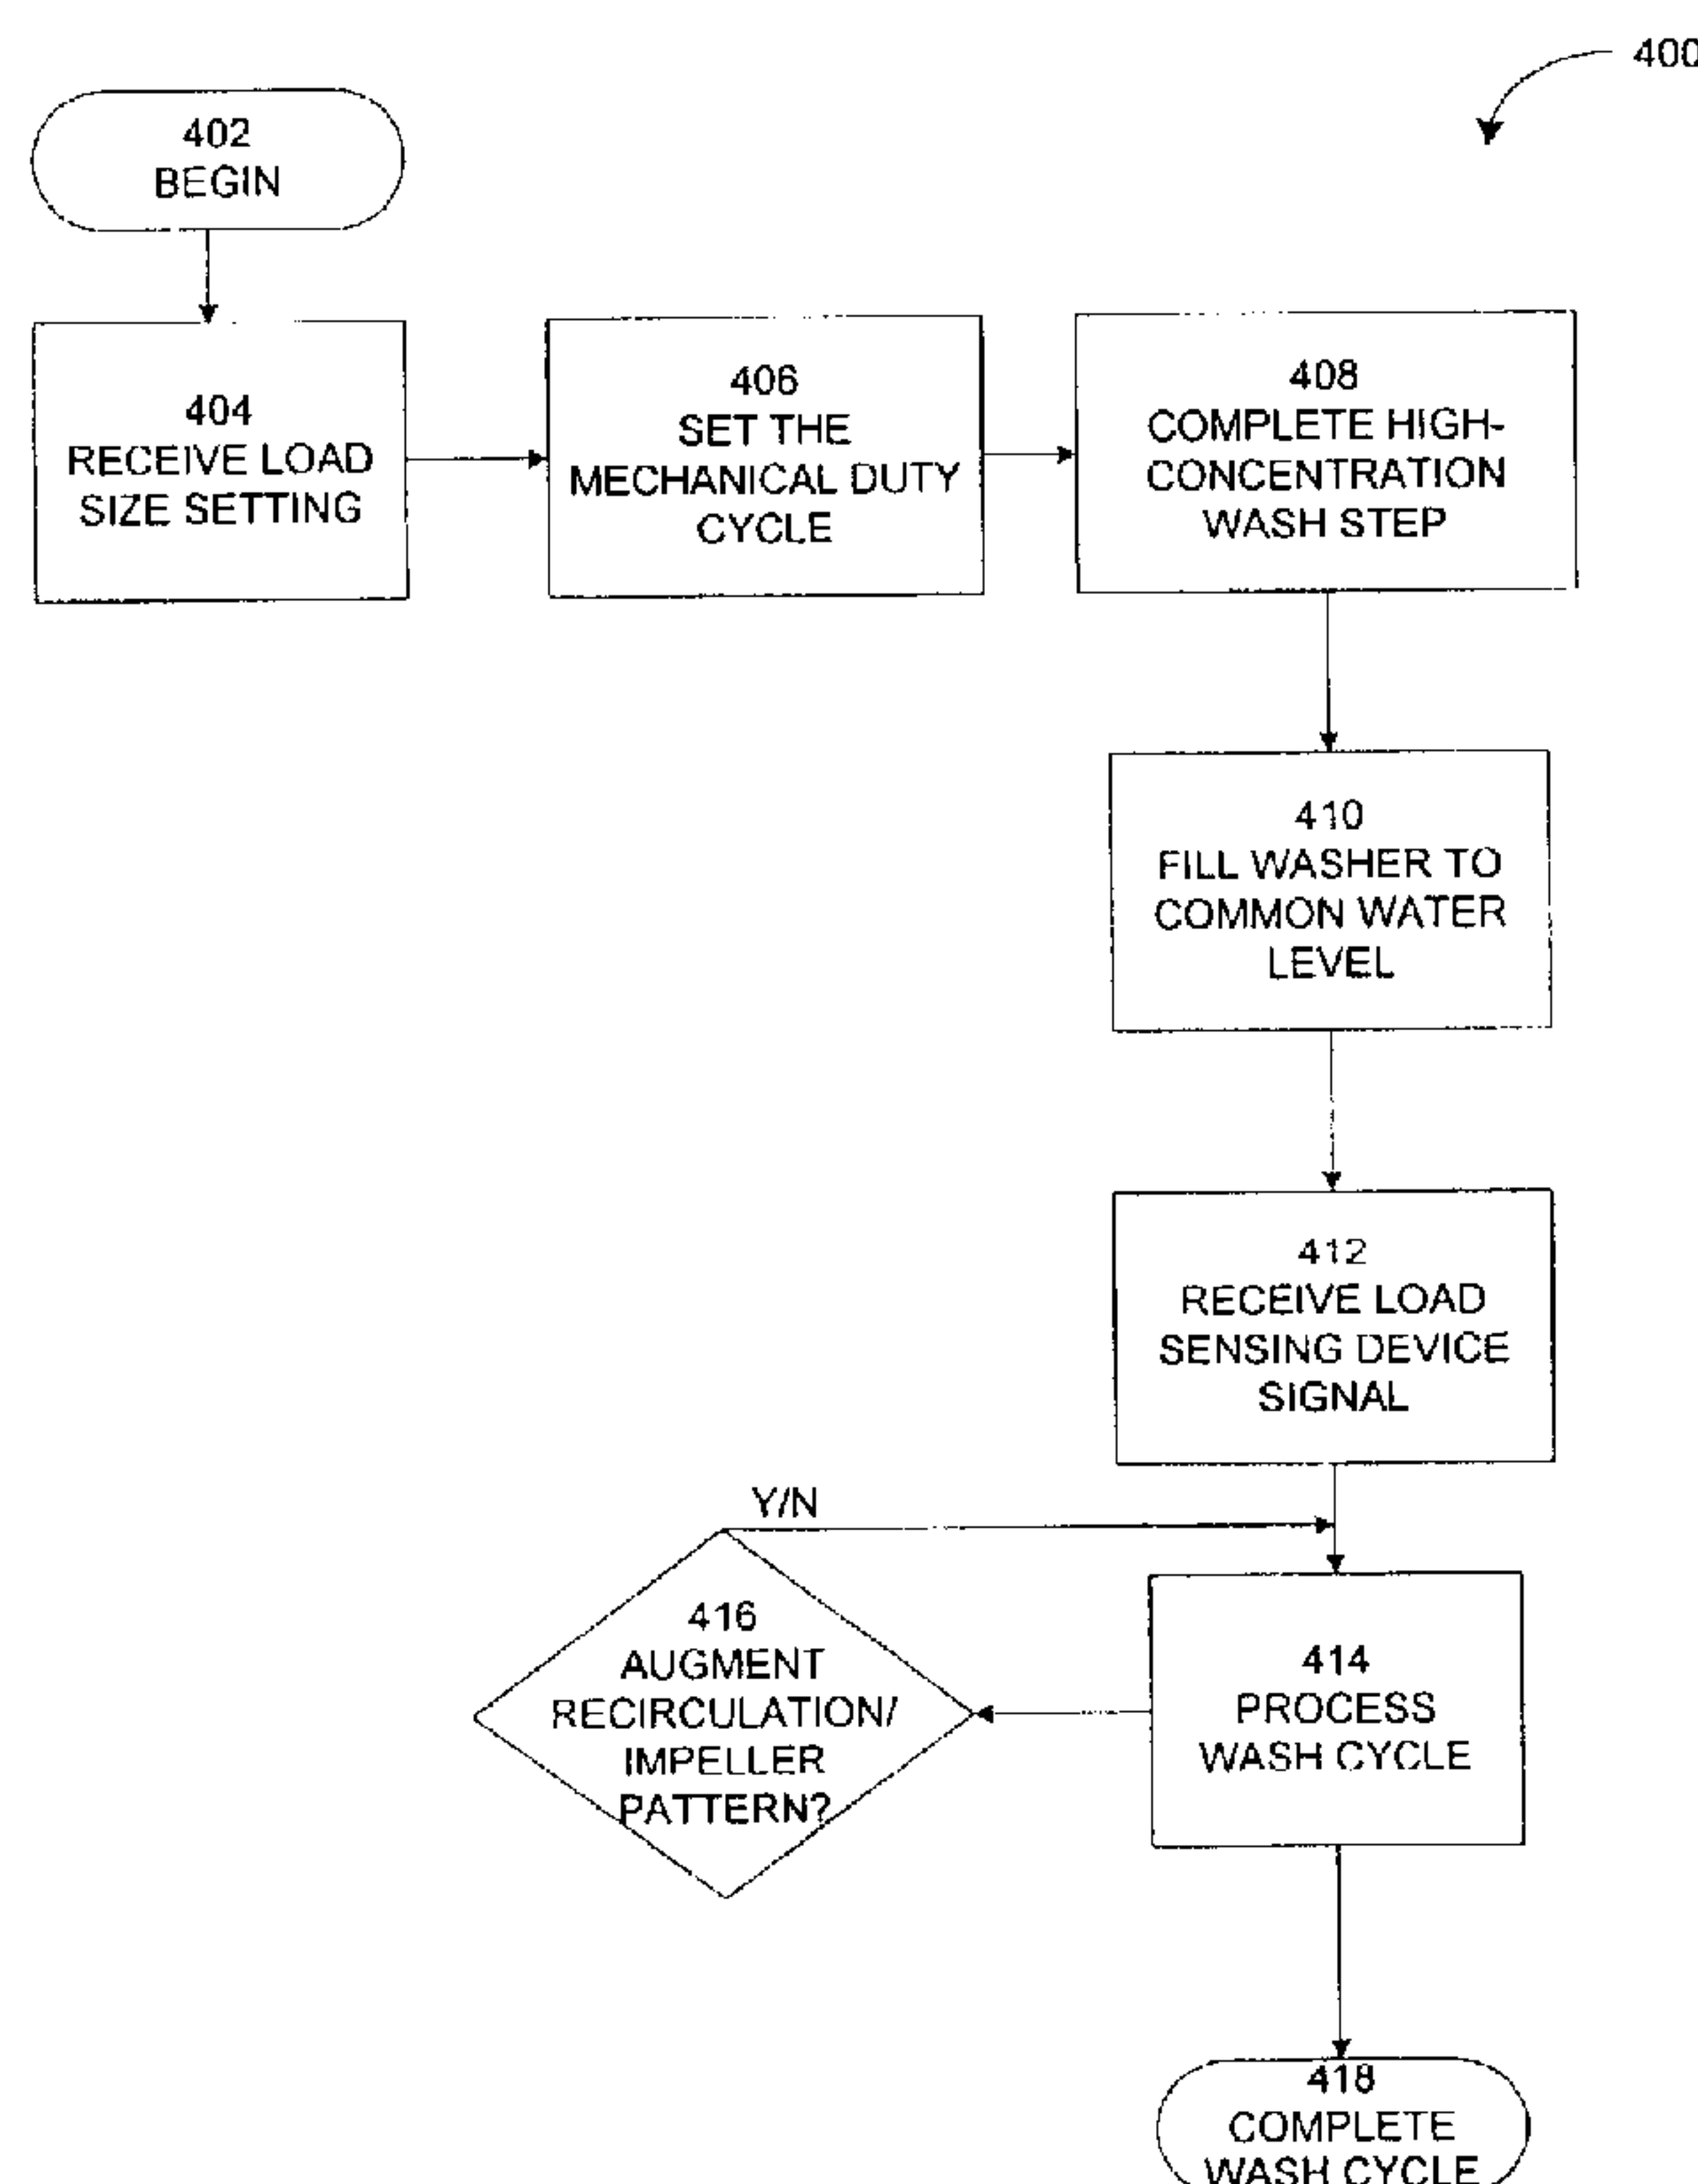 400
402
BEGIN
404
RECEIVE LOAD
SIZE SETTING
406
SET THE
MECHANICAL DUTY
CYCLE
408
COMPLETE HIGH-
CONCENTRATION
WASH STEP
410
FILL WASHER TO
COMMON WATER
LEVEL
412
RECEIVE LOAD
SENSING DEVICE
SIGNAL
Y/N
416
AUGMENT
RECIRCULATION/
IMPELLER
PATTERN?
414
PROCESS
WASH CYCLE
418
COMPLETE
WASH CYCLE